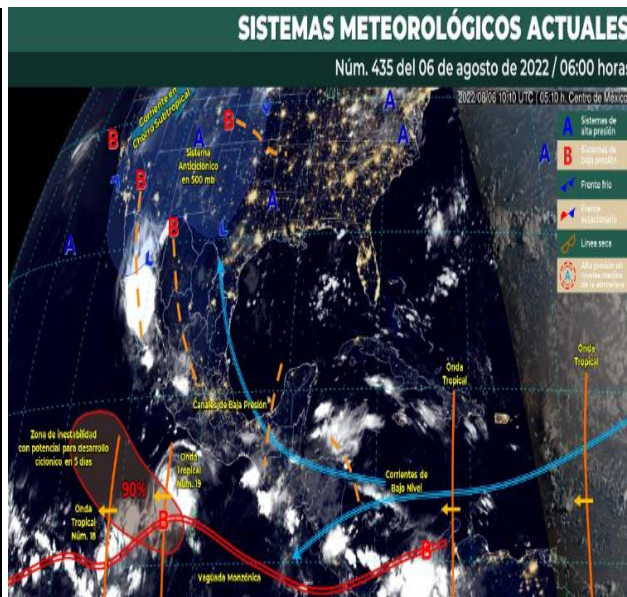 SISTEMAS METEOROLÓGICOS ACTUALES
Núm. 435 del 06 de agosto de 2022 / 06:00 horas
2022/08/06 10:10 UTC | 05:10 h. Centro de México
Corriente en
Chorro Subtropical
B
B
B
B
A
A
A
A
A
A
Sistema
Anticiclónico
en 500 mb
A Sistemas de
alta presión
B Sistemas de
baja presión
Frente frío
Frente
estacionario
Línea seca
A Alta presión en
niveles medios
de la atmósfera
Onda
Tropical
Onda
Tropical
Canales de Baja Presión
Zona de inestabilidad
con potencial para desarrollo
ciclónico en 5 días
90%
Onda
Tropical
Núm. 19
Onda
Tropical
Núm. 18
Corrientes de
Bajo Nivel
B
B
Vaguada Monzónica